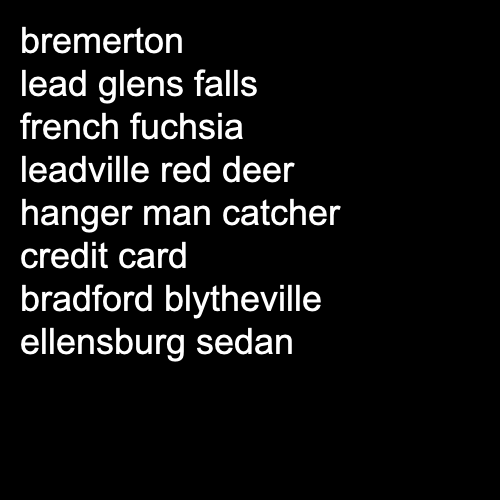 bremerton
lead glens falls
french fuchsia
leadville red deer
hanger man catcher
credit card
bradford blytheville
ellensburg sedan